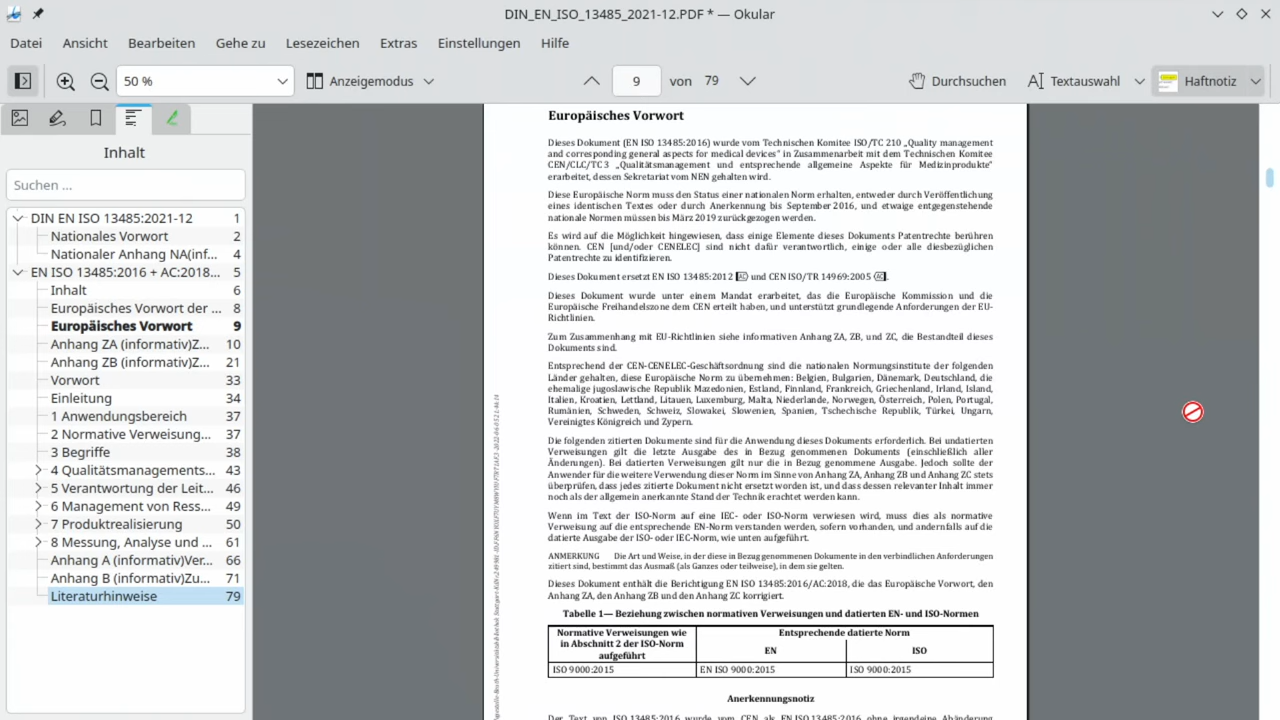 DIN_EN_ISO_13485_2021-12.PDF * — Okular
Datei Ansicht Bearbeiten Gehe zu Lesezeichen Extras Einstellungen Hilfe
50 % Anzeigemodus 9 von 79 Durchsuchen Textauswahl Haftnotiz
Inhalt
Suchen ...
DIN EN ISO 13485:2021-12 1
Nationales Vorwort 2
Nationaler Anhang NA(inf... 4
EN ISO 13485:2016 + AC:2018... 5
Inhalt 6
Europäisches Vorwort der ... 8
Europäisches Vorwort 9
Anhang ZA (informativ)Z... 10
Anhang ZB (informativ)Z... 21
Vorwort 33
Einleitung 34
1 Anwendungsbereich 37
2 Normative Verweisung... 37
3 Begriffe 38
4 Qualitätsmanagements... 43
5 Verantwortung der Leit... 46
6 Management von Ress... 49
7 Produktrealisierung 50
8 Messung, Analyse und ... 61
Anhang A (informativ)Ver... 66
Anhang B (informativ)Zu... 71
Literaturhinweise 79
Europäisches Vorwort
Dieses Dokument (EN ISO 13485:2016) wurde vom Technischen Komitee ISO/TC 210 „Quality management
and corresponding general aspects for medical devices" in Zusammenarbeit mit dem Technischen Komitee
CEN/CLC/TC 3 „Qualitätsmanagement und entsprechende allgemeine Aspekte für Medizinprodukte"
erarbeitet, dessen Sekretariat vom NEN gehalten wird.
Diese Europäische Norm muss den Status einer nationalen Norm erhalten, entweder durch Veröffentlichung
eines identischen Textes oder durch Anerkennung bis September 2016, und etwaige entgegenstehende
nationale Normen müssen bis März 2019 zurückgezogen werden.
Es wird auf die Möglichkeit hingewiesen, dass einige Elemente dieses Dokuments Patentrechte berühren
können. CEN [und/oder CENELEC] sind nicht dafür verantwortlich, einige oder alle diesbezüglichen
Patentrechte zu identifizieren.
Dieses Dokument ersetzt EN ISO 13485:2012 AC und CEN ISO/TR 14969:2005 AC.
Dieses Dokument wurde unter einem Mandat erarbeitet, das die Europäische Kommission und die
Europäische Freihandelszone dem CEN erteilt haben, und unterstützt grundlegende Anforderungen der EU-
Richtlinien.
Zum Zusammenhang mit EU-Richtlinien siehe informativen Anhang ZA, ZB, und ZC, die Bestandteil dieses
Dokuments sind.
Entsprechend der CEN-CENELEC-Geschäftsordnung sind die nationalen Normungsinstitute der folgenden
Länder gehalten, diese Europäische Norm zu übernehmen: Belgien, Bulgarien, Dänemark, Deutschland, die
ehemalige jugoslawische Republik Mazedonien, Estland, Finnland, Frankreich, Griechenland, Irland, Island,
Italien, Kroatien, Lettland, Litauen, Luxemburg, Malta, Niederlande, Norwegen, Österreich, Polen, Portugal,
Rumänien, Schweden, Schweiz, Slowakei, Slowenien, Spanien, Tschechische Republik, Türkei, Ungarn,
Vereinigtes Königreich und Zypern.
Die folgenden zitierten Dokumente sind für die Anwendung dieses Dokuments erforderlich. Bei undatierten
Verweisungen gilt die letzte Ausgabe des in Bezug genommenen Dokuments (einschließlich aller
Änderungen). Bei datierten Verweisungen gilt nur die in Bezug genommene Ausgabe. Jedoch sollte der
Anwender für die weitere Verwendung dieser Norm im Sinne von Anhang ZA, Anhang ZB und Anhang ZC stets
überprüfen, dass jedes zitierte Dokument nicht ersetzt worden ist, und dass dessen relevanter Inhalt immer
noch als der allgemein anerkannte Stand der Technik erachtet werden kann.
Wenn im Text der ISO-Norm auf eine IEC- oder ISO-Norm verwiesen wird, muss dies als normative
Verweisung auf die entsprechende EN-Norm verstanden werden, sofern vorhanden, und andernfalls auf die
datierte Ausgabe der ISO- oder IEC-Norm, wie unten aufgeführt.
ANMERKUNG Die Art und Weise, in der diese in Bezug genommenen Dokumente in den verbindlichen Anforderungen
zitiert sind, bestimmt das Ausmaß (als Ganzes oder teilweise), in dem sie gelten.
Dieses Dokument enthält die Berichtigung EN ISO 13485:2016/AC:2018, die das Europäische Vorwort, den
Anhang ZA, den Anhang ZB und den Anhang ZC korrigiert.
Tabelle 1— Beziehung zwischen normativen Verweisungen und datierten EN- und ISO-Normen
Normative Verweisungen wie
in Abschnitt 2 der ISO-Norm
aufgeführt
Entsprechende datierte Norm
EN ISO
ISO 9000:2015 EN ISO 9000:2015 ISO 9000:2015
Anerkennungsnotiz
Der Text von ISO 13485:2016 wurde vom CEN als EN ISO 13485:2016 ohne irgendeine Abänderung